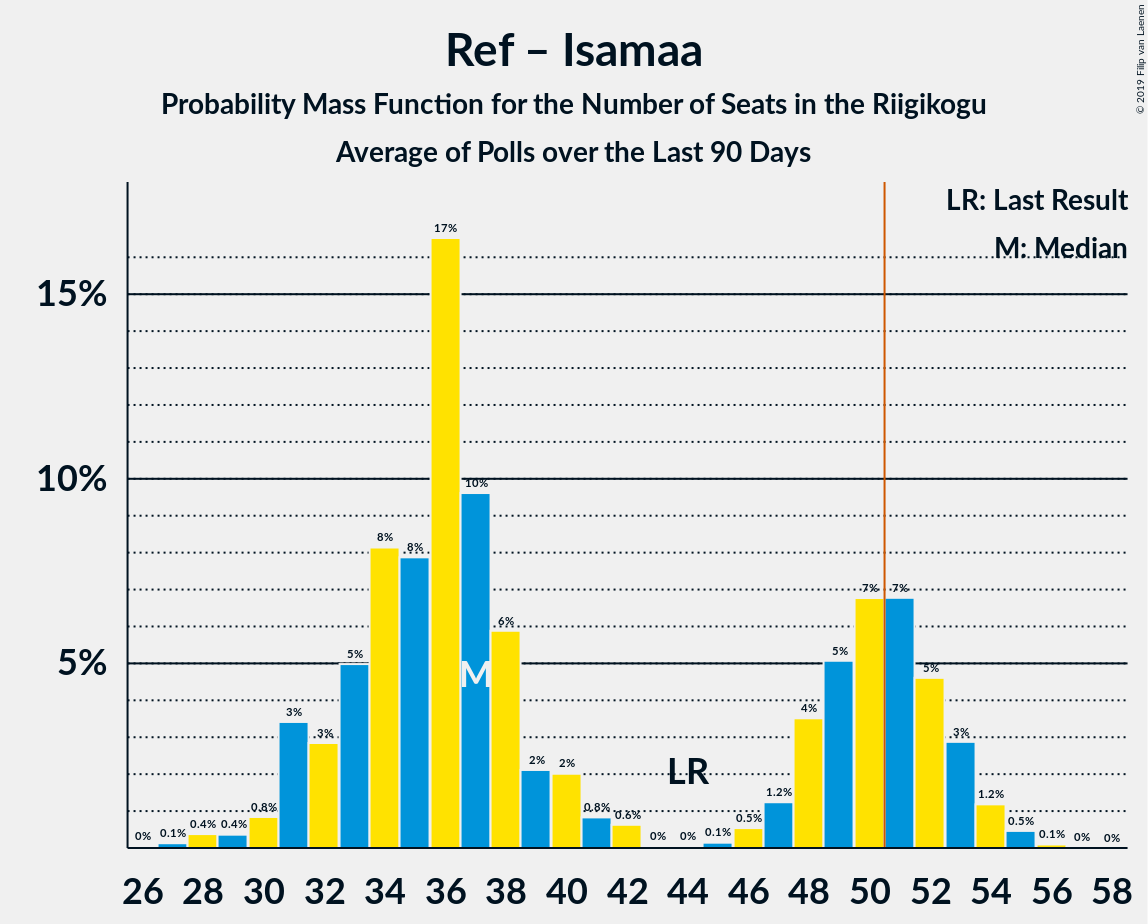 Ref – Isamaa
Probability Mass Function for the Number of Seats in the Riigikogu
Average of Polls over the Last 90 Days
© 2019 Filip van Laenen
LR: Last Result
M: Median
15%
10%
5%
0% 0.1% 0.4% 0.4% 0.8% 3% 3% 5% 8% 8% 17% 10% 6% 2% 2% 0.8% 0.6% 0% 0% 0.1% 0.5% 1.2% 4% 5% 7% 7% 5% 3% 1.2% 0.5% 0.1% 0% 0%
M
LR
26 28 30 32 34 36 38 40 42 44 46 48 50 52 54 56 58